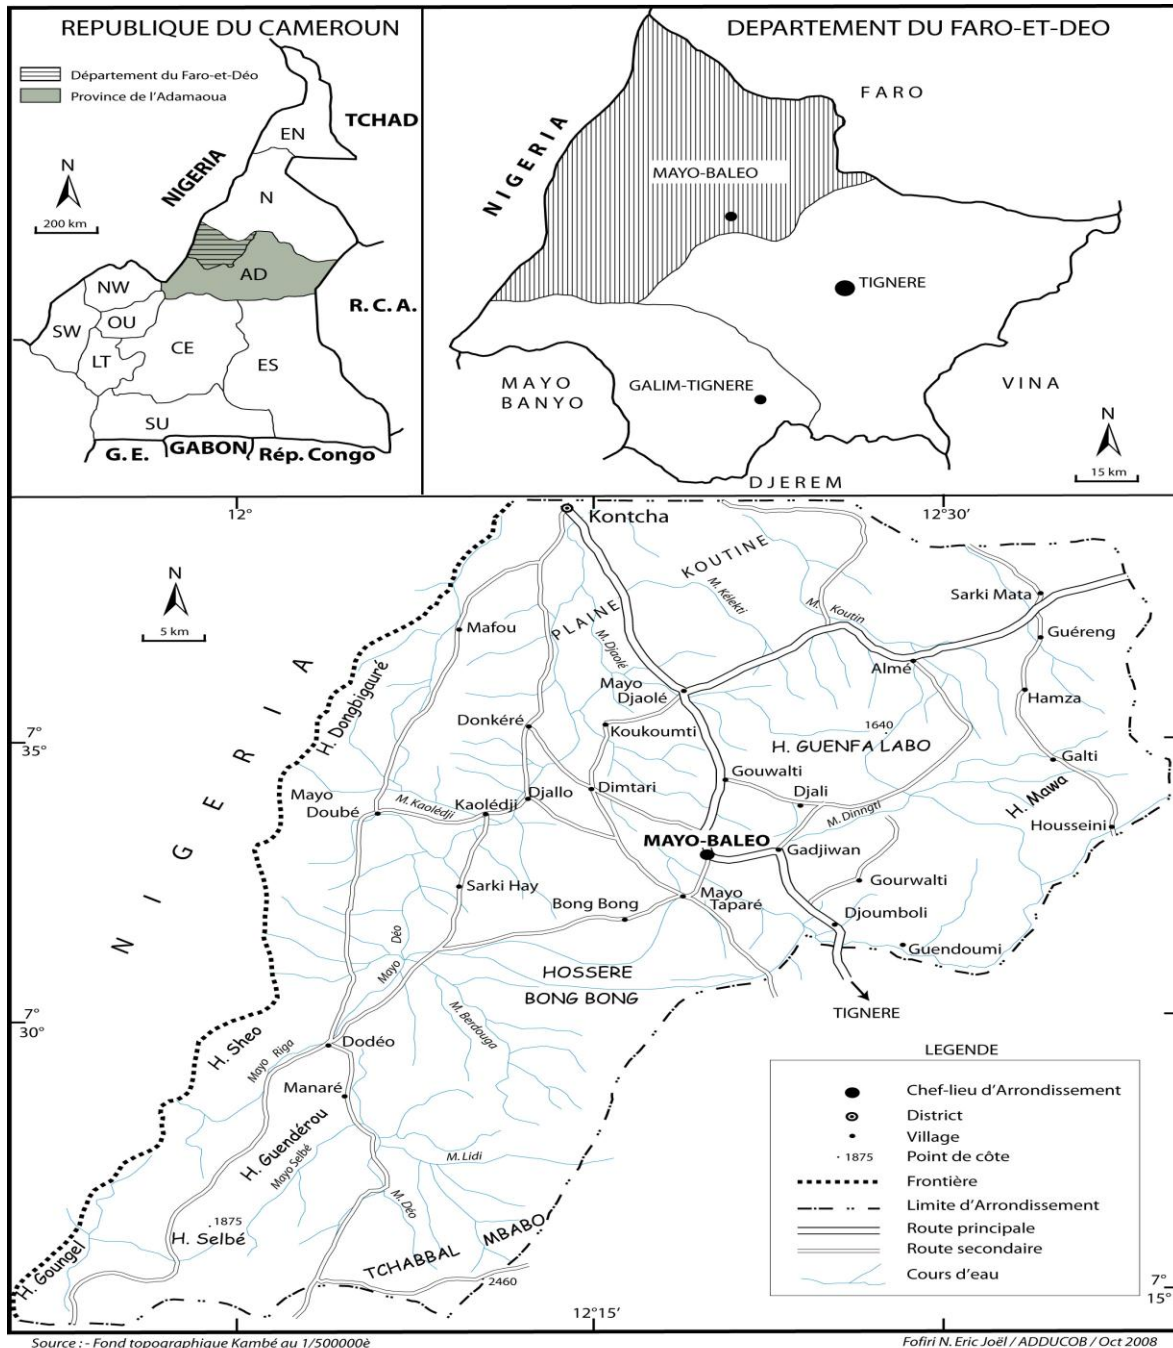 REPUBLIQUE DU CAMEROUN
Département du Faro-et-Déo
Province de l'Adamaoua
TCHAD
EN
N
NIGERIA
200 km
N
AD
NW
R. C. A.
OU
SW
CE
LT
ES
SU
G. E.
GABON
Rép. Congo
DEPARTEMENT DU FARO-ET-DEO
FARO
NIGERIA
MAYO-BALEO
TIGNERE
MAYO
BANYO
GALIM-TIGNERE
VINA
N
15 km
DJEREM
12°
12°30'
Kontcha
KOUTINE
N
5 km
M. Kélekti
M. Koutin
Sarki Mata
PLAINE
Mafou
Guéreng
M. Djaolé
Almé
NIGERIA
H. Dongbigauré
Mayo
Djaolé
Hamza
Donkéré
Koukoumti
1640
7°
35'
H. GUENFA LABO
Galti
Gouwalti
Mayo
Doubé
M. Kaolédji
Kaolédji
Djallo
Dimtari
Djali
H. Mawa
M. Dinngti
Housseini
MAYO-BALEO
Gadjiwan
Sarki Hay
Gourwalti
Bong Bong
Mayo
Taparé
Djoumboli
Mayo Déo
Guendoumi
HOSSERE
BONG BONG
7°
30'
TIGNERE
7°
H. Sheo
Mayo Riga
M. Berdouga
Dodéo
Manaré
H. Guendérou
Mayo Selbé
M. Lidi
M. Déo
1875
H. Selbé
TCHABBAL MBABO
H. Goungel
2460
7°
15'
12°15'
LEGENDE
Chef-lieu d'Arrondissement
District
Village
1875 Point de côte
Frontière
Limite d'Arrondissement
Route principale
Route secondaire
Cours d'eau
Source : - Fond topographique Kambé au 1/500000è
Fofiri N. Eric Joël / ADDUCOB / Oct 2008